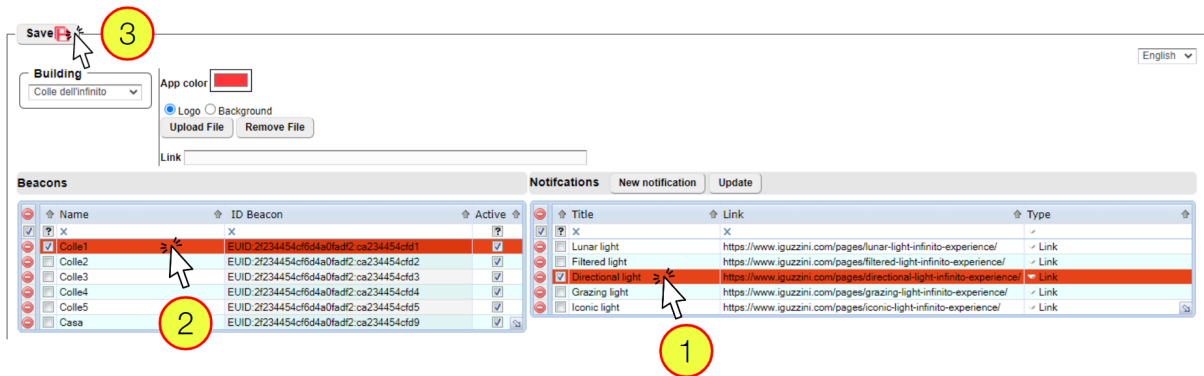 Save
3
English
Building
Colle dell'infinito
App color
Logo Background
Upload File Remove File
Link
Beacons
Name ID Beacon Active
? X X ?
Colle1 EUID:2f234454cf6d4a0fadf2:ca234454cfd1
Colle2 EUID:2f234454cf6d4a0fadf2:ca234454cfd2
Colle3 EUID:2f234454cf6d4a0fadf2:ca234454cfd3
Colle4 EUID:2f234454cf6d4a0fadf2:ca234454cfd4
Colle5 EUID:2f234454cf6d4a0fadf2:ca234454cfd5
Casa EUID:2f234454cf6d4a0fadf2:ca234454cfd9
2
Notifcations New notification Update
Title Link Type
? X X
Lunar light https://www.iguzzini.com/pages/lunar-light-infinito-experience/ Link
Filtered light https://www.iguzzini.com/pages/filtered-light-infinito-experience/ Link
Directional light https://www.iguzzini.com/pages/directional-light-infinito-experience/ Link
Grazing light https://www.iguzzini.com/pages/grazing-light-infinito-experience/ Link
Iconic light https://www.iguzzini.com/pages/iconic-light-infinito-experience/ Link
1